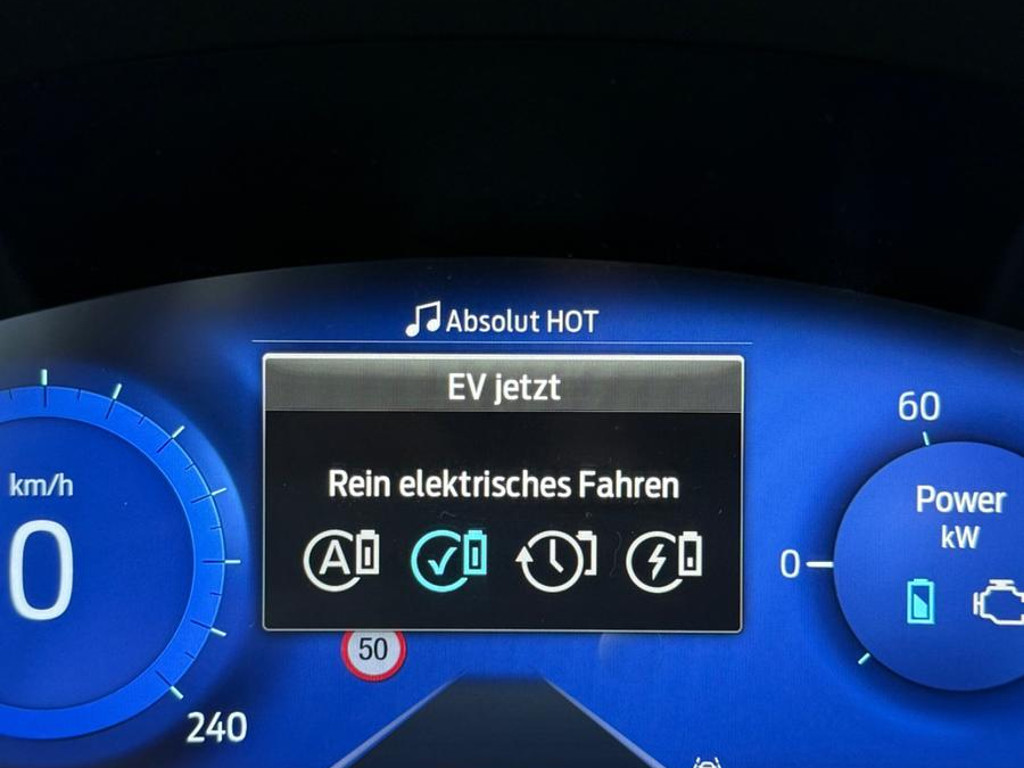 Absolut HOT
EV jetzt
60
Rein elektrisches Fahren
km/h
Power
kW
0
0
A
50
240